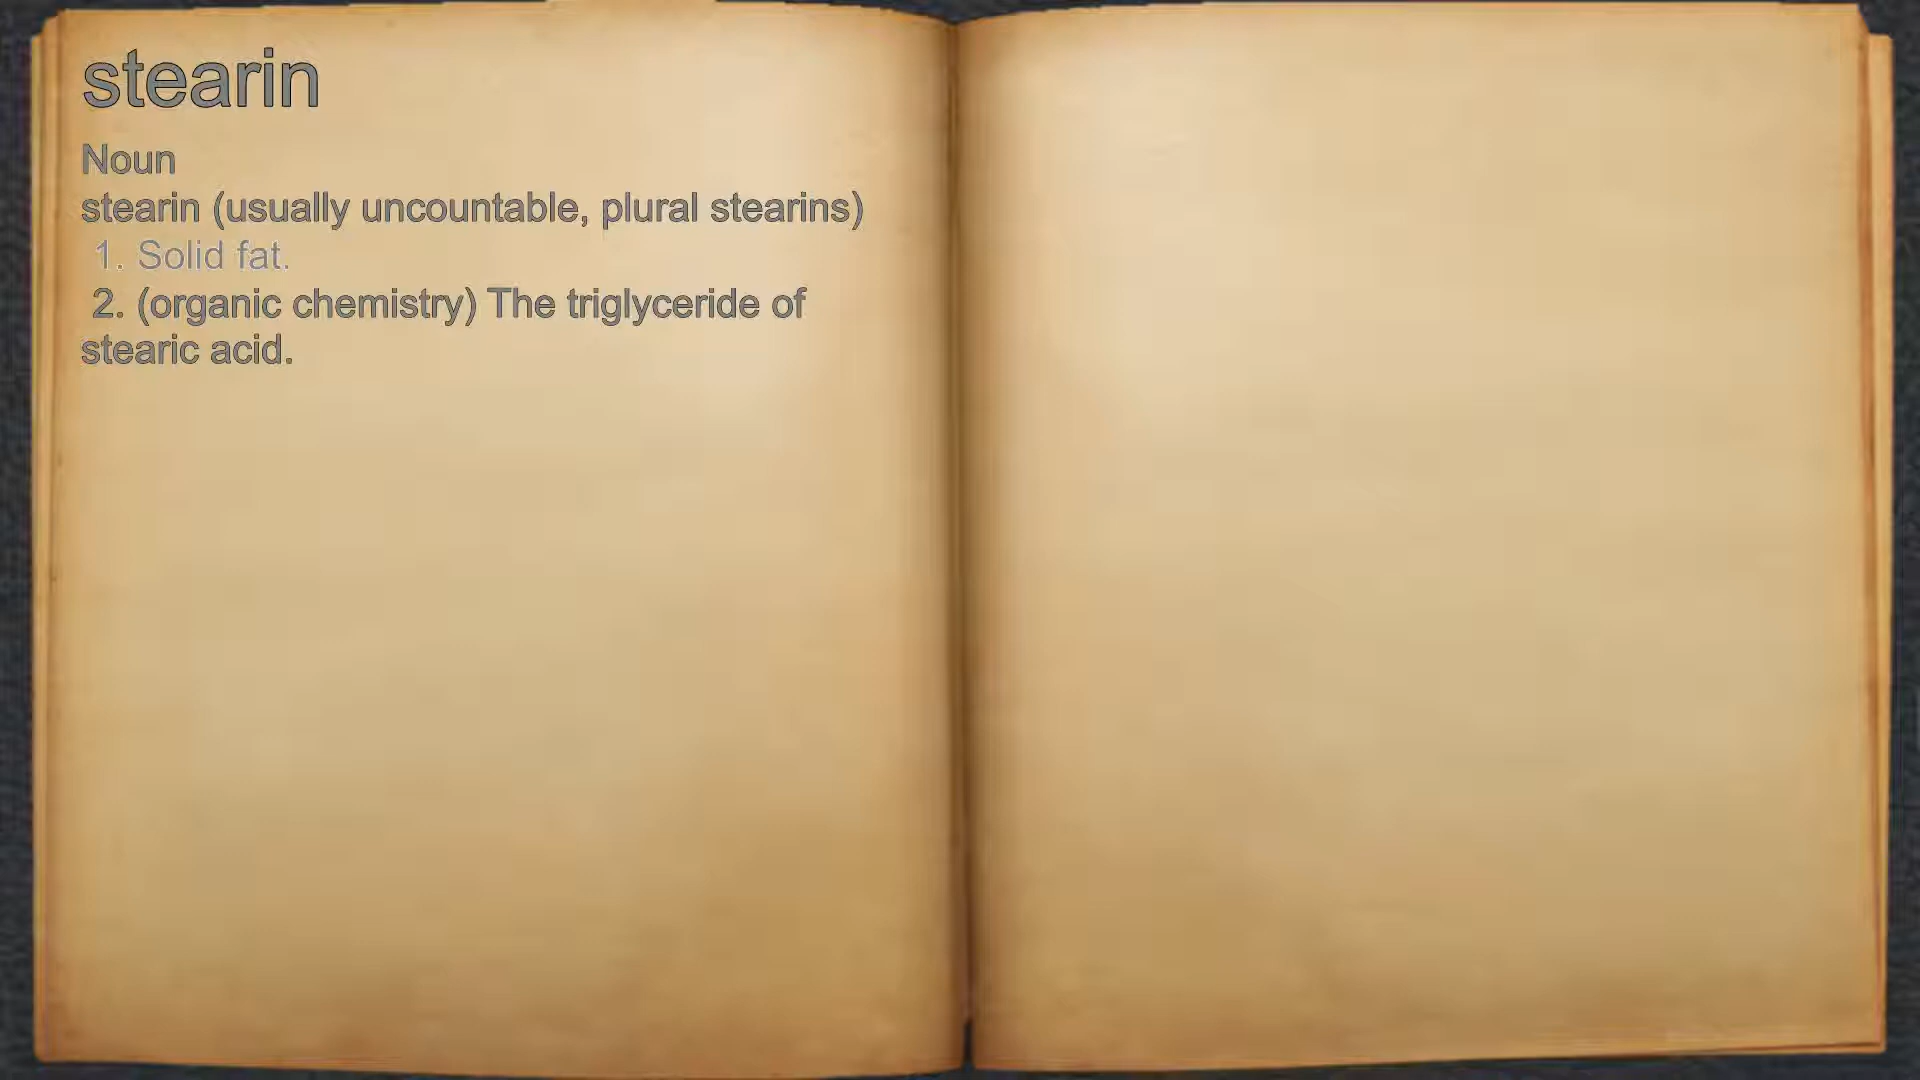 stearin
Noun
stearin (usually uncountable, plural stearins)
1. Solid fat.
2. (organic chemistry) The triglyceride of
stearic acid.